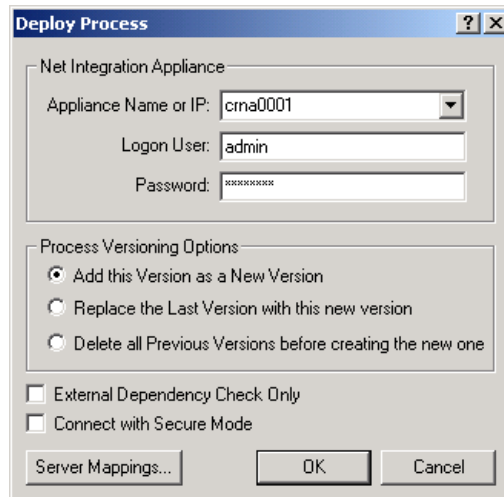 Deploy Process
Net Integration Appliance
Appliance Name or IP: crna0001
Logon User: admin
Password: ********
Process Versioning Options
Add this Version as a New Version
Replace the Last Version with this new version
Delete all Previous Versions before creating the new one
External Dependency Check Only
Connect with Secure Mode
Server Mappings... OK Cancel